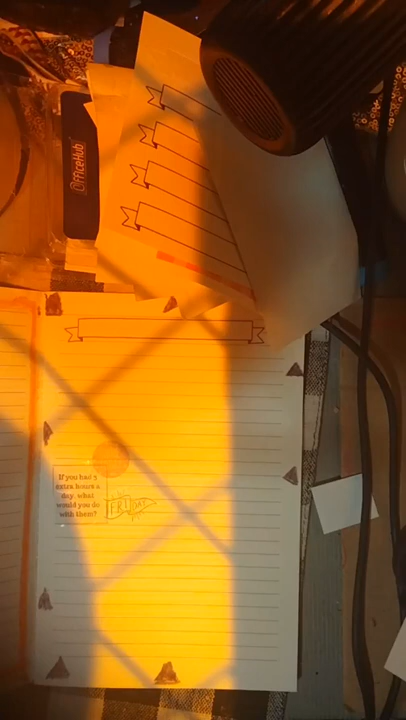 OfficeHub
If you had 5
extra hours a
day, what
would you do
with them?
FRIDAY